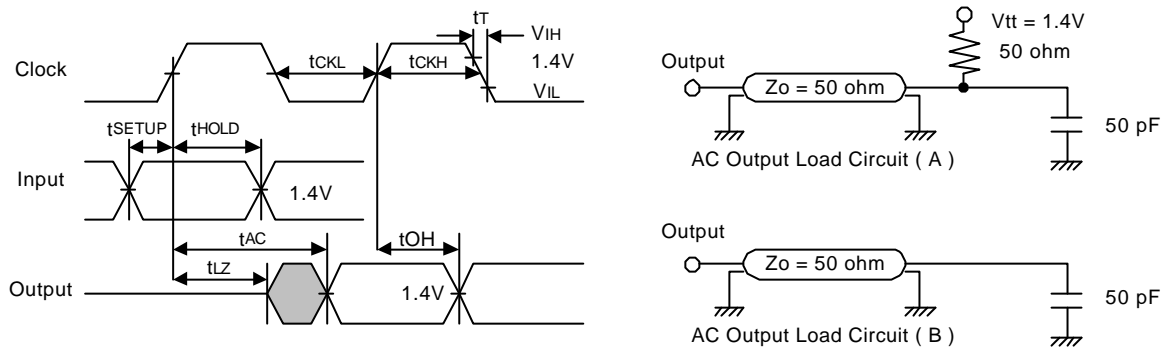 tT
VIH
1.4V
VIL
Clock
tCKL
tCKH
tSETUP
tHOLD
Input
1.4V
tAC
tOH
tLZ
Output
1.4V
Vtt = 1.4V
50 ohm
Output
Zo = 50 ohm
50 pF
AC Output Load Circuit ( A )
Output
Zo = 50 ohm
50 pF
AC Output Load Circuit ( B )